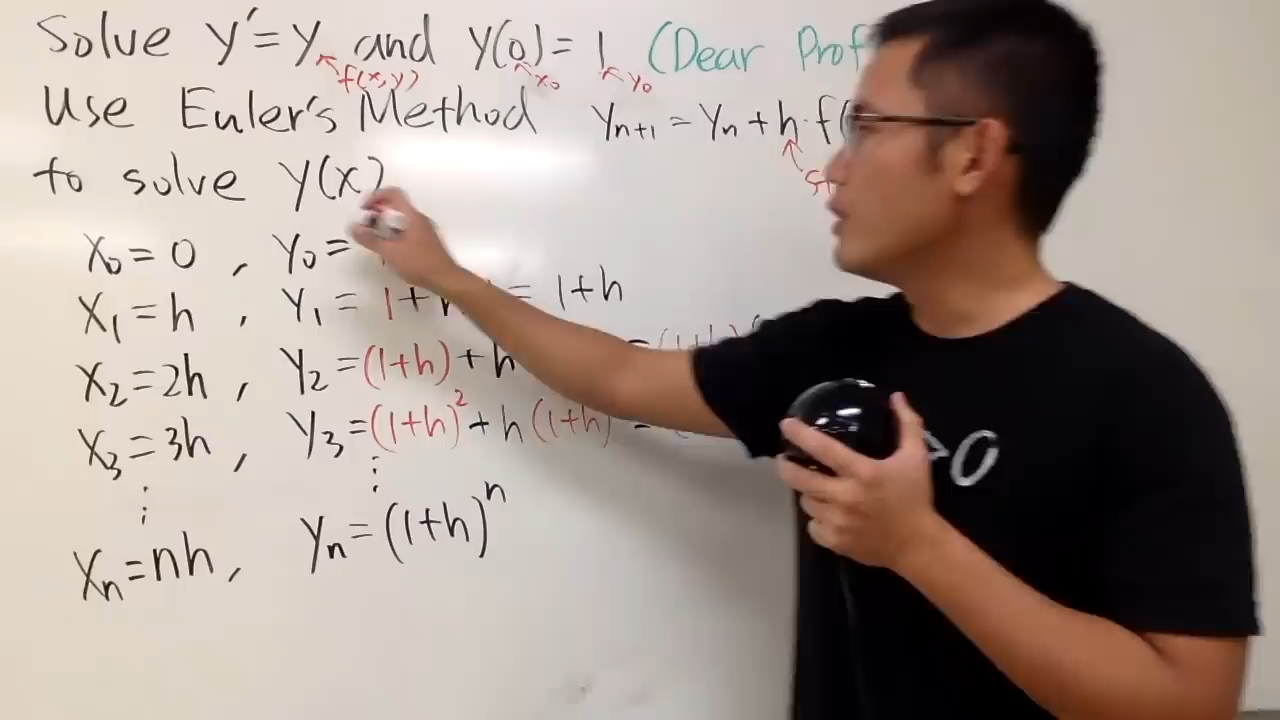 Solve y'=y and y(0)=1 (Dear Prof
f(x,y) x₀ y₀
Use Euler's Method yₙ₊₁ = yₙ + h·f(
to solve y(x)
x₀ = 0 , y₀ =
x₁ = h , y₁ = 1+h = 1+h
x₂ = 2h , y₂ = (1+h) + h
x₃ = 3h , y₃ = (1+h)² + h (1+h) =
⋮ ⋮
xₙ = nh , yₙ = (1+h)ⁿ
>0